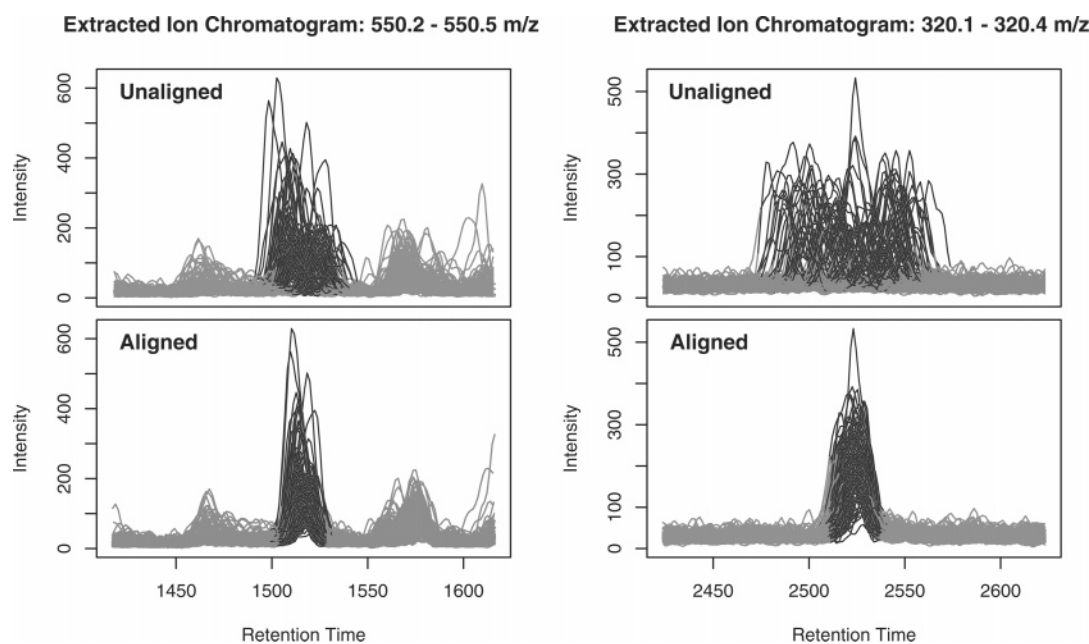 Extracted Ion Chromatogram: 550.2 - 550.5 m/z
Unaligned
Intensity
600
400
200
0
Aligned
Intensity
600
400
200
0
1450 1500 1550 1600
Retention Time
Extracted Ion Chromatogram: 320.1 - 320.4 m/z
Unaligned
Intensity
500
300
100
0
Aligned
Intensity
500
300
100
0
2450 2500 2550 2600
Retention Time